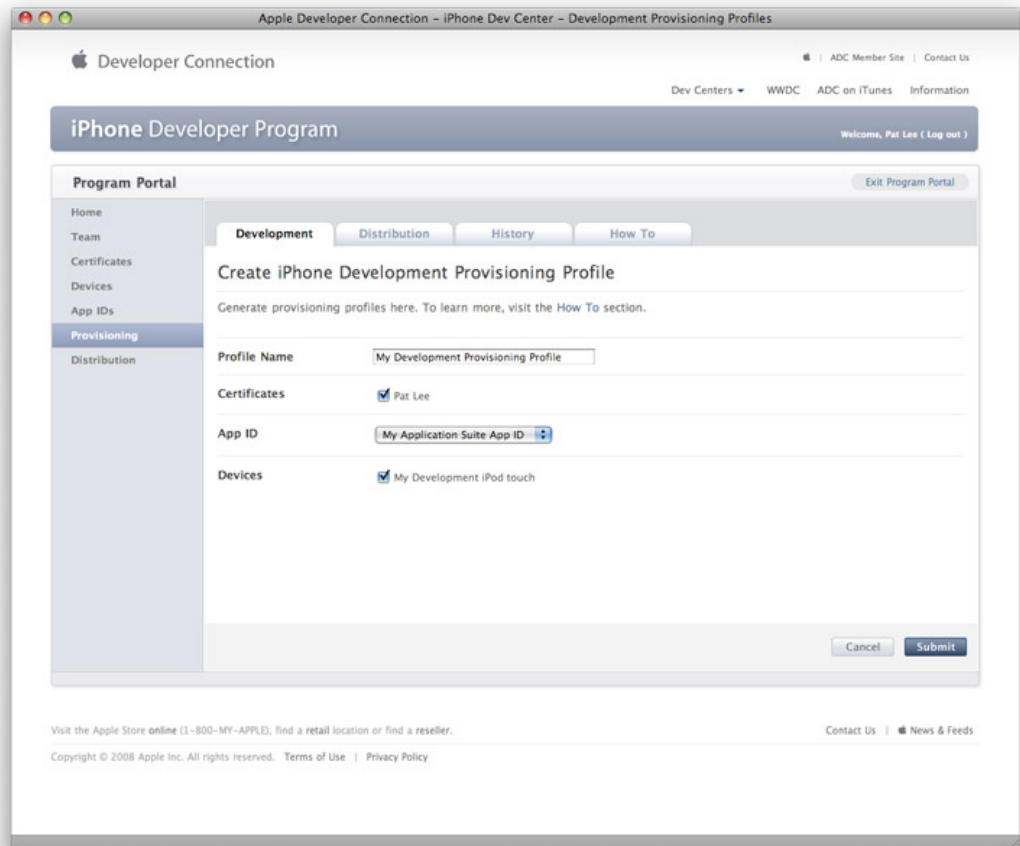 Apple Developer Connection – iPhone Dev Center – Development Provisioning Profiles
Developer Connection
| ADC Member Site | Contact Us
Dev Centers WWDC ADC on iTunes Information
iPhone Developer Program
Welcome, Pat Lee ( Log out )
Program Portal
Exit Program Portal
Home
Team
Certificates
Devices
App IDs
Provisioning
Distribution
Development Distribution History How To
Create iPhone Development Provisioning Profile
Generate provisioning profiles here. To learn more, visit the How To section.
Profile Name My Development Provisioning Profile
Certificates Pat Lee
App ID My Application Suite App ID
Devices My Development iPod touch
Cancel Submit
Visit the Apple Store online (1-800-MY-APPLE), find a retail location or find a reseller.
Contact Us | News & Feeds
Copyright © 2008 Apple Inc. All rights reserved. Terms of Use | Privacy Policy